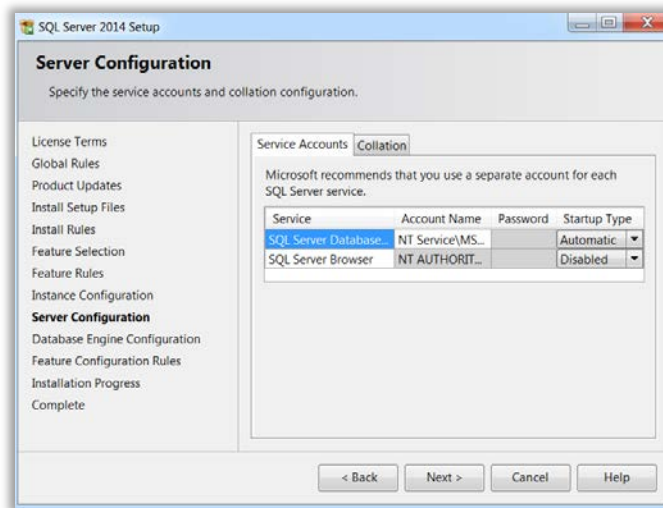 SQL Server 2014 Setup
Server Configuration
Specify the service accounts and collation configuration.
License Terms
Global Rules
Product Updates
Install Setup Files
Install Rules
Feature Selection
Feature Rules
Instance Configuration
Server Configuration
Database Engine Configuration
Feature Configuration Rules
Installation Progress
Complete
Service Accounts Collation
Microsoft recommends that you use a separate account for each
SQL Server service.
Service Account Name Password Startup Type
SQL Server Database... NT Service\MS... Automatic
SQL Server Browser NT AUTHORIT... Disabled
< Back Next > Cancel Help